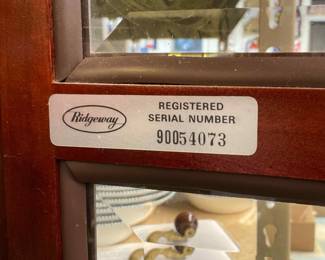 Ridgeway
REGISTERED
SERIAL NUMBER
90054073